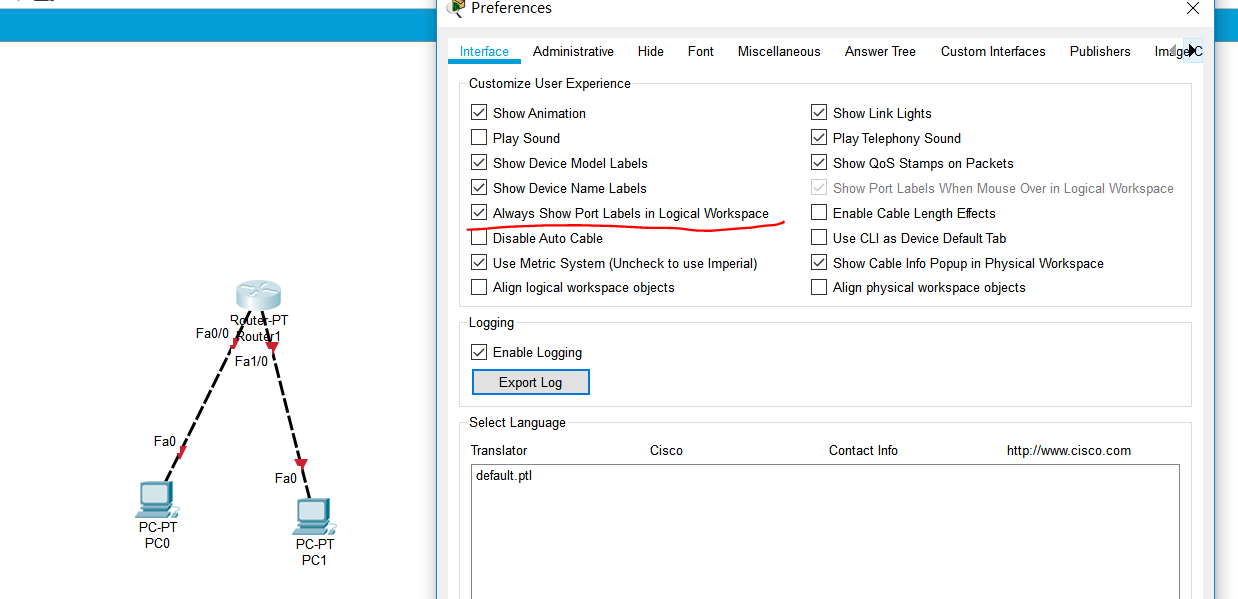 Preferences
Interface Administrative Hide Font Miscellaneous Answer Tree Custom Interfaces Publishers
Customize User Experience
Show Animation
Show Link Lights
Play Sound
Play Telephony Sound
Show Device Model Labels
Show QoS Stamps on Packets
Show Device Name Labels
Show Port Labels When Mouse Over in Logical Workspace
Always Show Port Labels in Logical Workspace
Enable Cable Length Effects
Disable Auto Cable
Use CLI as Device Default Tab
Use Metric System (Uncheck to use Imperial)
Show Cable Info Popup in Physical Workspace
Align logical workspace objects
Align physical workspace objects
Logging
Enable Logging
Export Log
Select Language
Translator Cisco Contact Info http://www.cisco.com
default.ptl
Router-PT
Router1
Fa0/0
Fa1/0
Fa0
Fa0
PC-PT
PC0
PC-PT
PC1